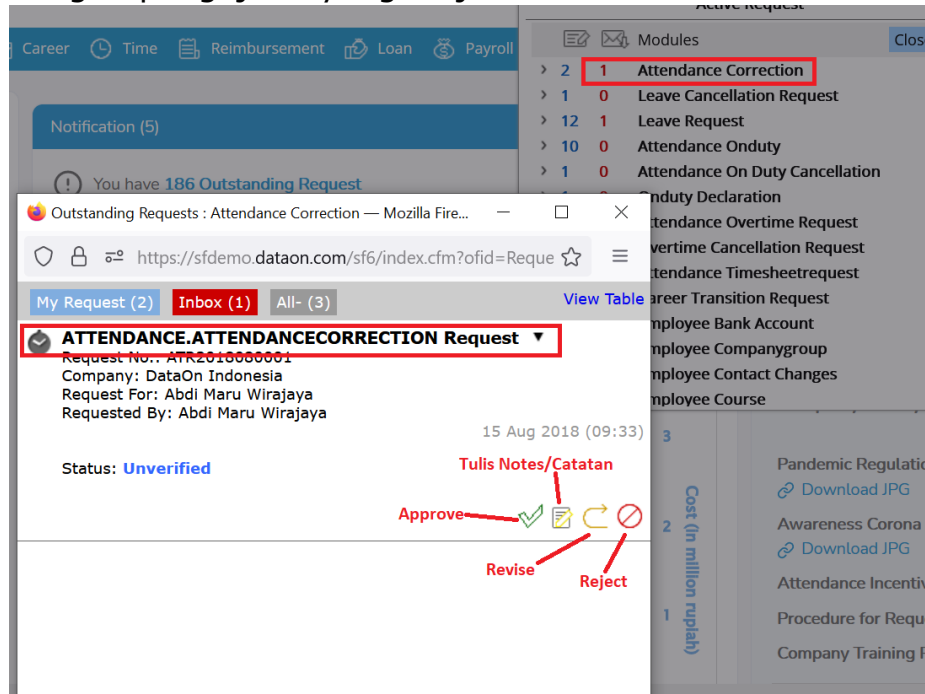 Active Request
Career Time Reimbursement Loan Payroll
Modules
Close
2 1 Attendance Correction
1 0 Leave Cancellation Request
12 1 Leave Request
10 0 Attendance Onduty
1 0 Attendance On Duty Cancellation
Onduty Declaration
ttendance Overtime Request
vertime Cancellation Request
ttendance Timesheetrequest
areer Transition Request
mployee Bank Account
mployee Companygroup
mployee Contact Changes
mployee Course
Notification (5)
You have 186 Outstanding Request
Outstanding Requests : Attendance Correction — Mozilla Fire...
https://sfdemo.dataon.com/sf6/index.cfm?ofid=Reque
My Request (2) Inbox (1) All- (3) View Table
ATTENDANCE.ATTENDANCECORRECTION Request ▼
Request No.: ATR2018080001
Company: DataOn Indonesia
Request For: Abdi Maru Wirajaya
Requested By: Abdi Maru Wirajaya
15 Aug 2018 (09:33)
Status: Unverified
Tulis Notes/Catatan
Approve
Revise
Reject
3
2
1
Cost (in million rupiah)
Pandemic Regulatio
Download JPG
Awareness Corona
Download JPG
Attendance Incentiv
Procedure for Requ
Company Training P